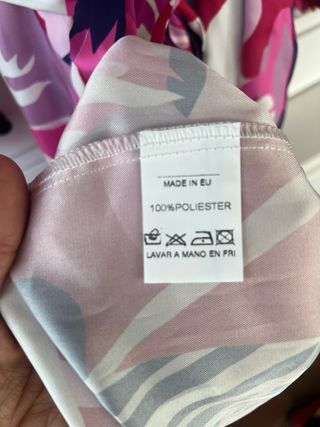 MADE IN EU
100%POLIESTER
LAVAR A MANO EN FRI